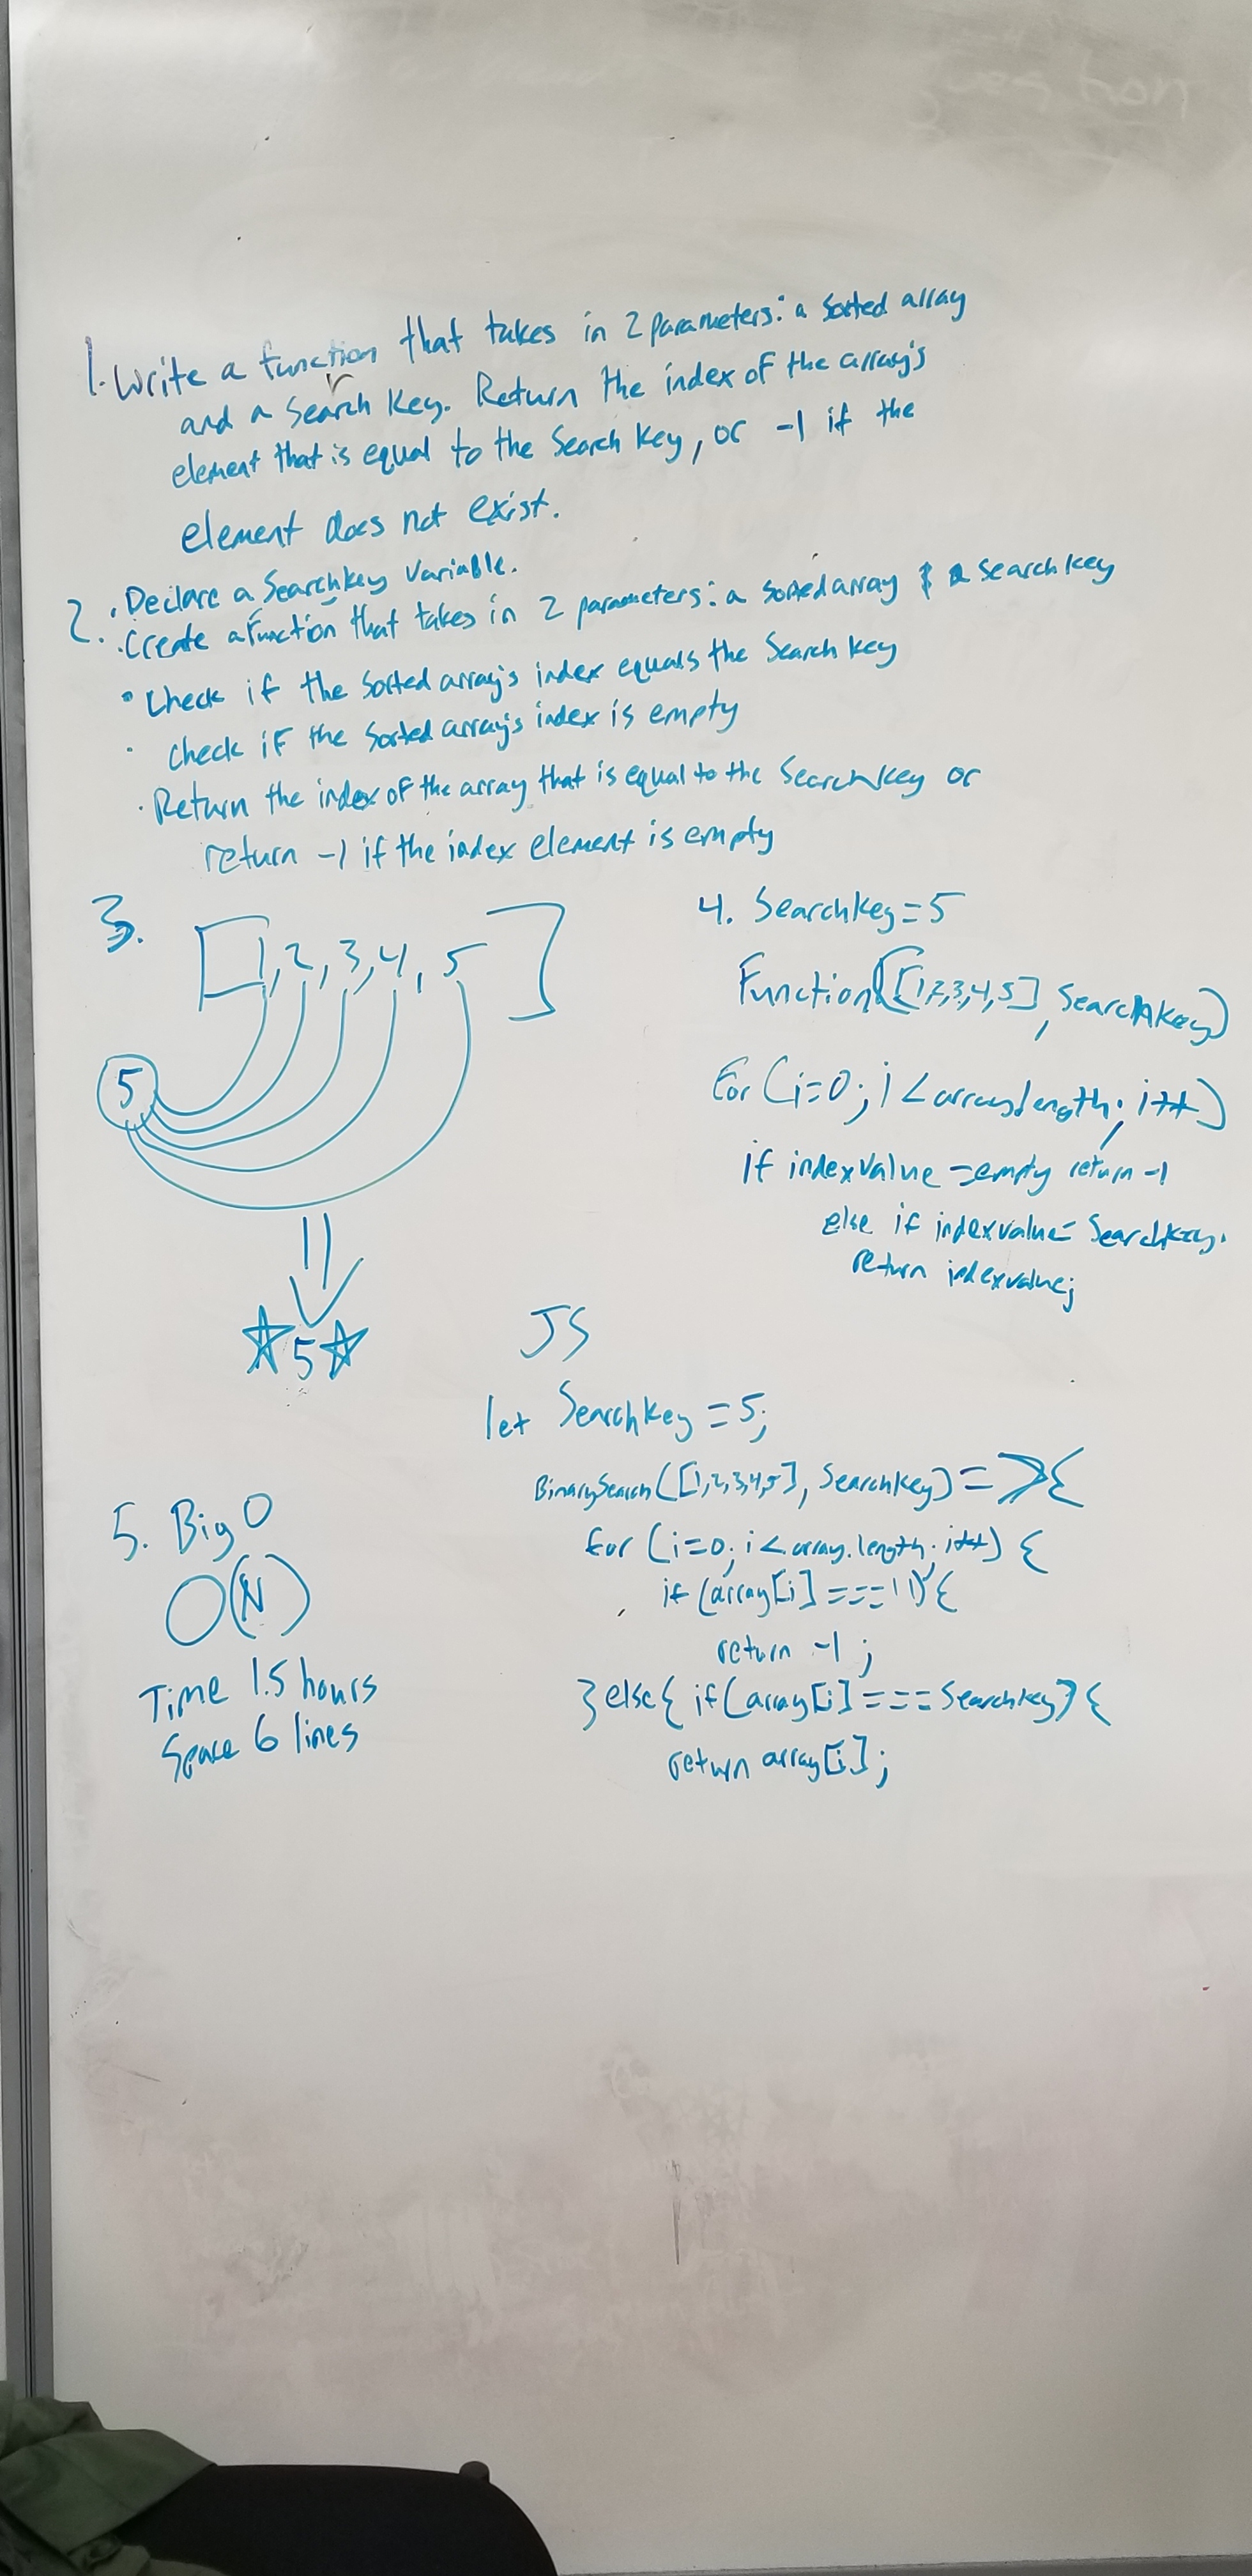 1. Write a function that takes in 2 parameters: a sorted array
and a Search Key. Return the index of the array's
element that is equal to the Search Key, or -1 if the
element does not exist.
2. . Declare a Searchkey Variable.
. Create a function that takes in 2 parameters: a sorted array & a searchkey
. Check if the sorted array's index equals the Search key
. Check if the sorted array's index is empty
. Return the index of the array that is equal to the Searchkey or
return -1 if the index element is empty
3.
[1,2,3,4,5]
5
5
4. Searchkey=5
Function([1,2,3,4,5], Searchkey)
For (i=0; i<array length; i++)
if indexvalue =empty return -1
else if indexvalue= Searchkey.
return indexvalue;
JS
let Searchkey = 5;
BinarySearch([1,2,3,4,5], Searchkey) => {
for (i=0; i<array.length; i++) {
if (array[i] === ''){
return -1;
}else{ if(array[i] === Searchkey){
return array[i];
5. Big O
O(N)
Time 1.5 hours
Space 6 lines